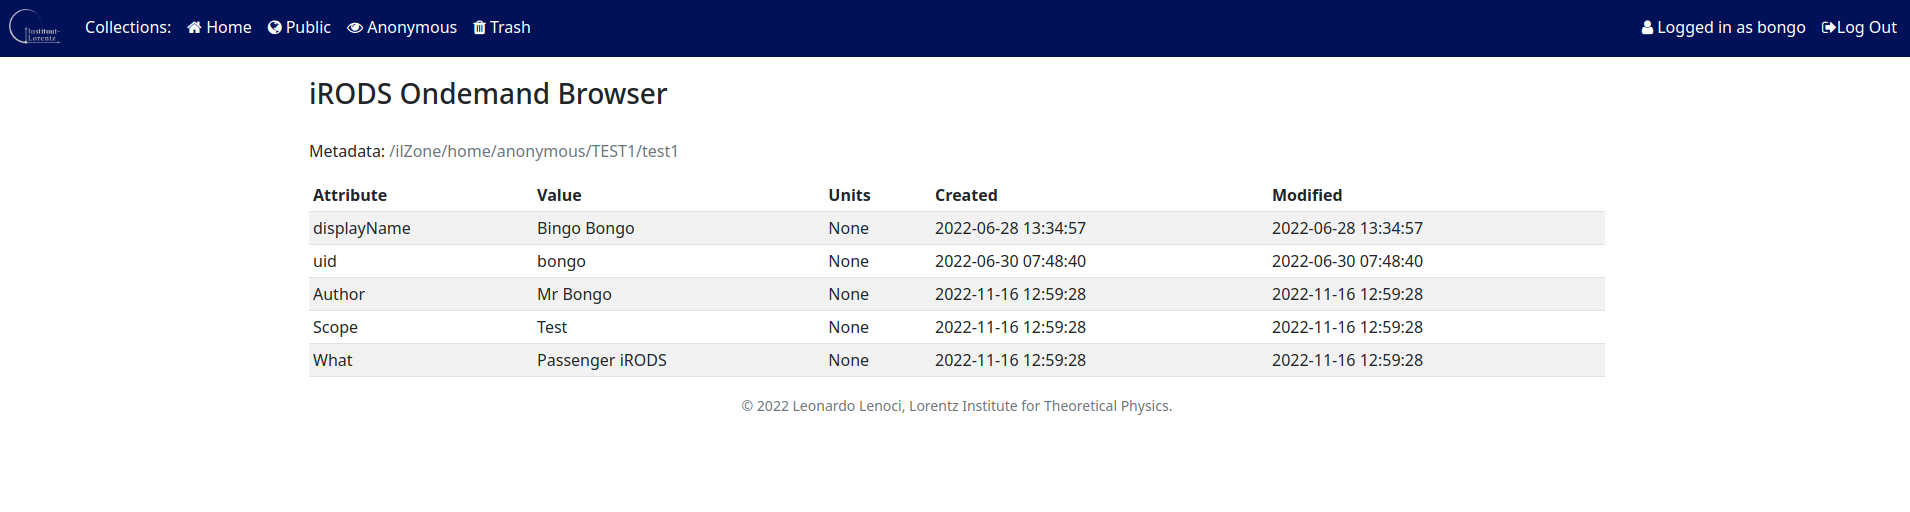 Instituut-
Lorentz
Collections: Home Public Anonymous Trash Logged in as bongo Log Out
iRODS Ondemand Browser
Metadata: /ilZone/home/anonymous/TEST1/test1
Attribute Value Units Created Modified
displayName Bingo Bongo None 2022-06-28 13:34:57 2022-06-28 13:34:57
uid bongo None 2022-06-30 07:48:40 2022-06-30 07:48:40
Author Mr Bongo None 2022-11-16 12:59:28 2022-11-16 12:59:28
Scope Test None 2022-11-16 12:59:28 2022-11-16 12:59:28
What Passenger iRODS None 2022-11-16 12:59:28 2022-11-16 12:59:28
© 2022 Leonardo Lenoci, Lorentz Institute for Theoretical Physics.